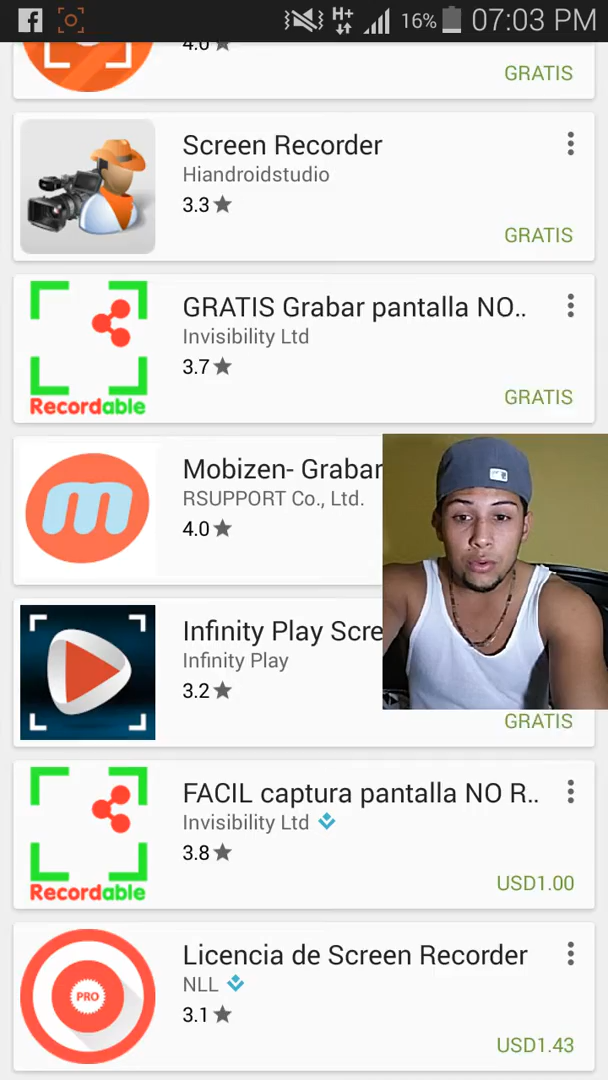 H+ 16% 07:03 PM
4.0
GRATIS
Screen Recorder
Hiandroidstudio
3.3
GRATIS
GRATIS Grabar pantalla NO..
Invisibility Ltd
3.7
Recordable
GRATIS
m
Mobizen- Grabar
RSUPPORT Co., Ltd.
4.0
Infinity Play Scre
Infinity Play
3.2
GRATIS
FACIL captura pantalla NO R..
Invisibility Ltd
3.8
Recordable
USD1.00
Licencia de Screen Recorder
NLL
PRO
3.1
USD1.43